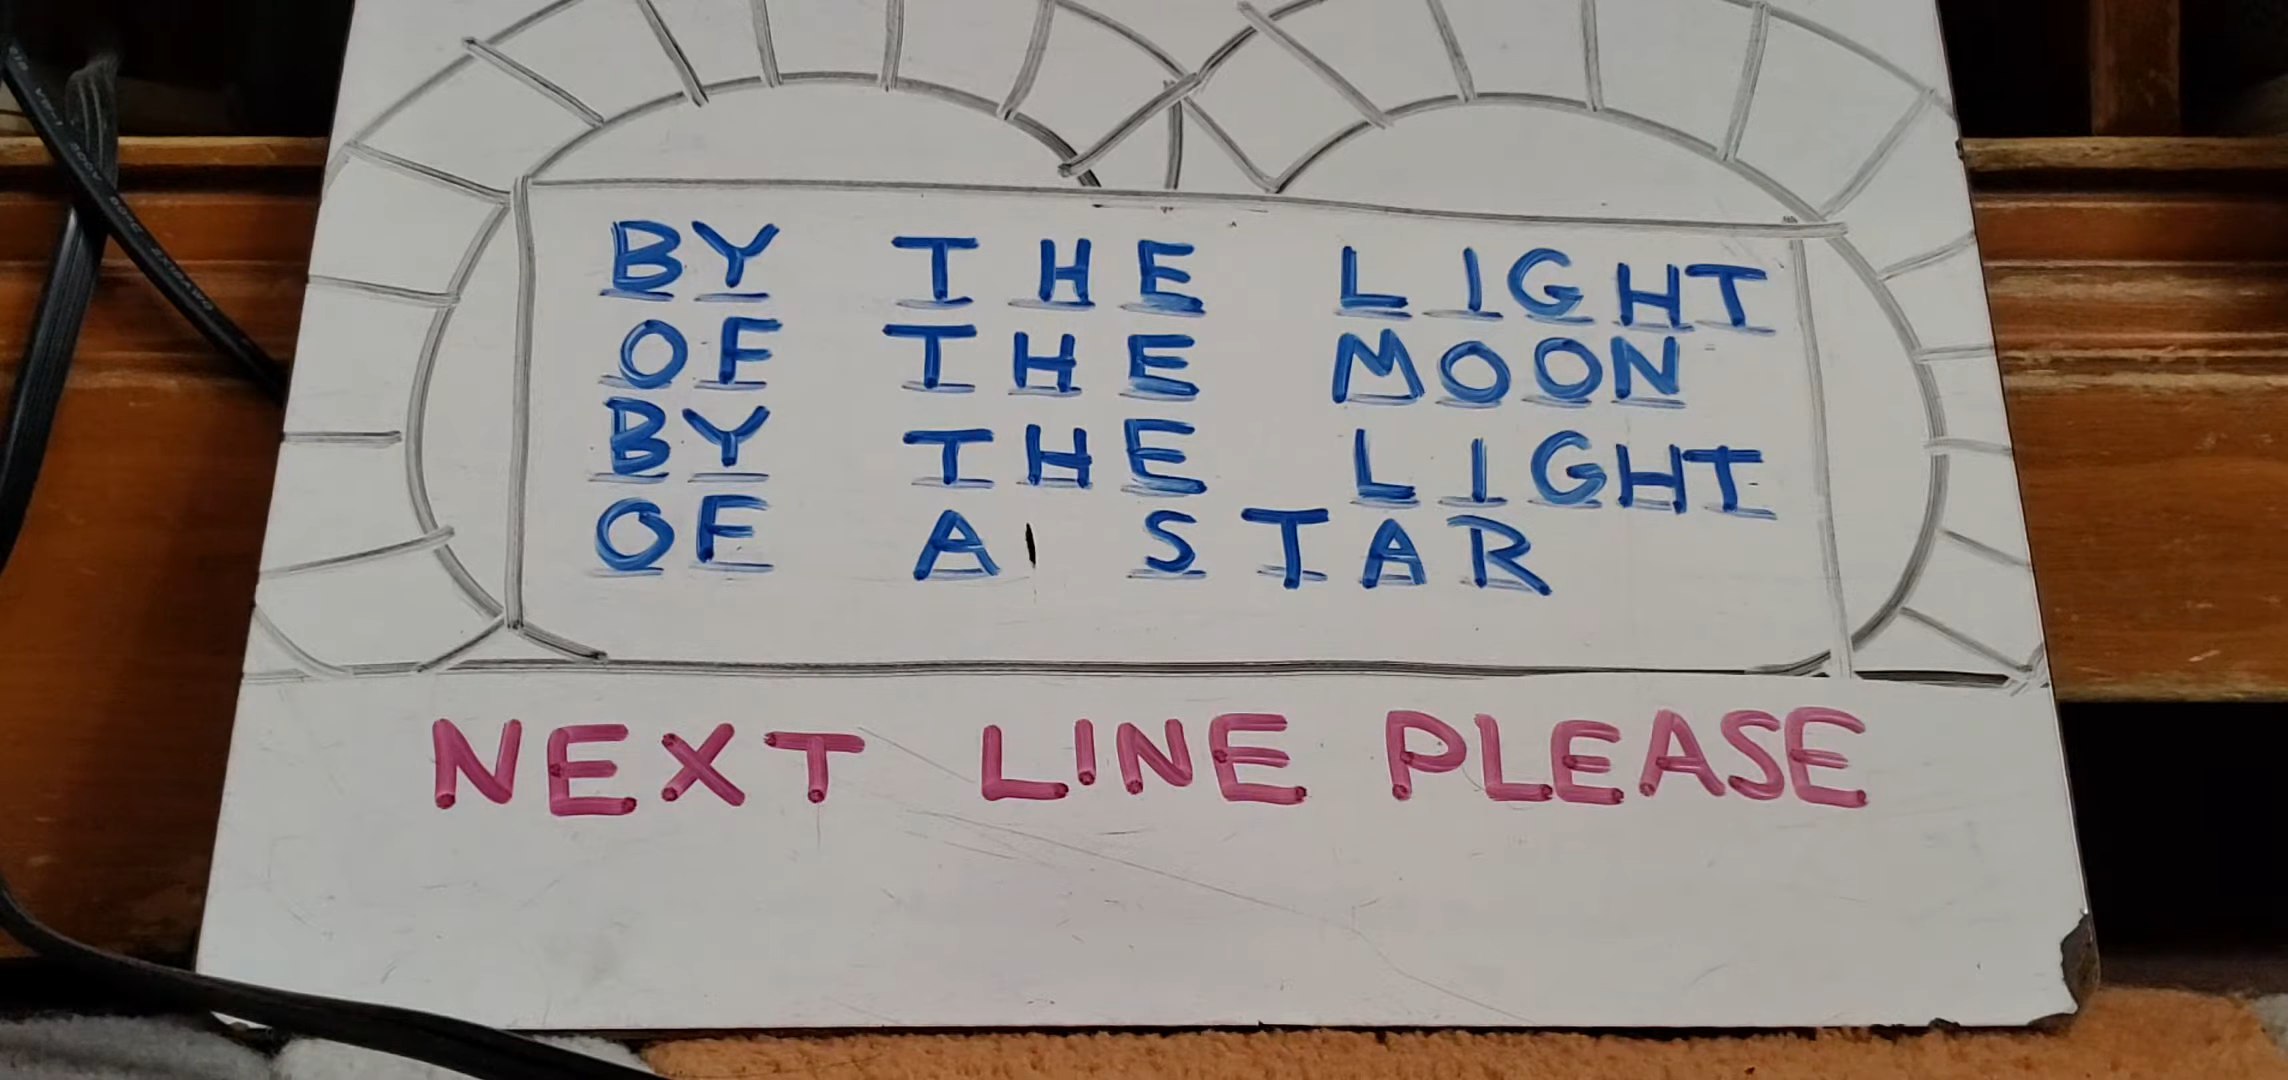 BY THE LIGHT
OF THE MOON
BY THE LIGHT
OF A STAR
NEXT LINE PLEASE